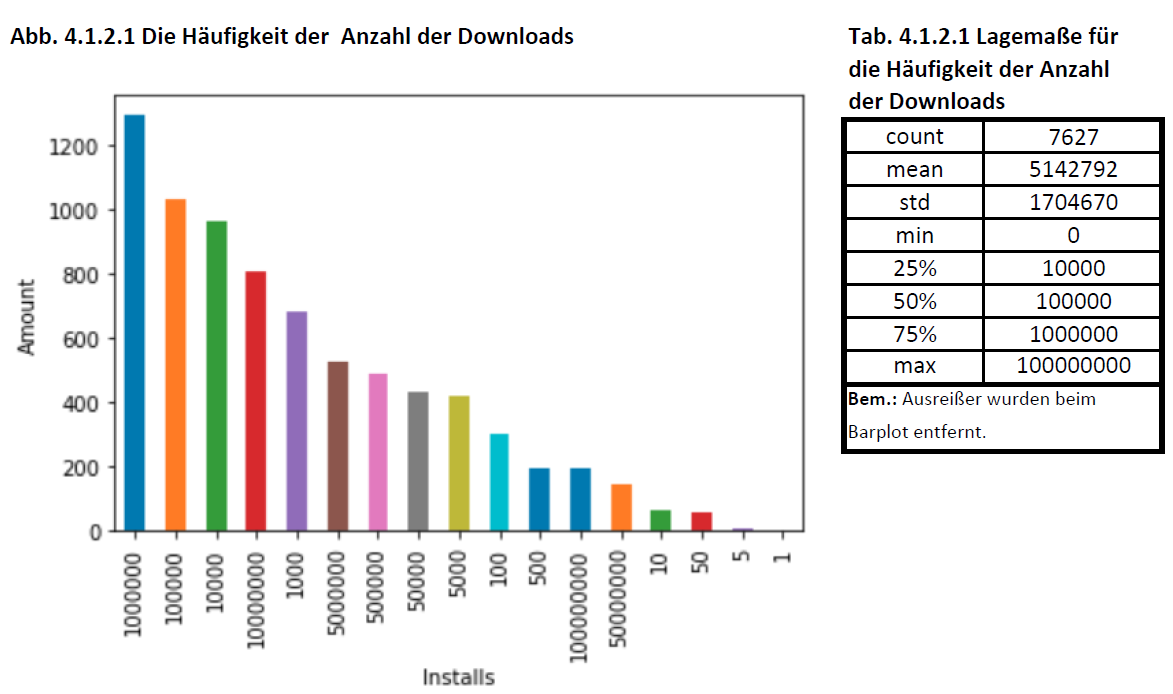 Abb. 4.1.2.1 Die Häufigkeit der  Anzahl der Downloads
Tab. 4.1.2.1 Lagemaße für
die Häufigkeit der Anzahl
der Downloads
1200
1000
800
600
400
200
0
Amount
1000000
100000
10000
10000000
1000
5000000
500000
50000
5000
100
500
100000000
50000000
10
50
5
1
Installs
count 7627
mean 5142792
std 1704670
min 0
25% 10000
50% 100000
75% 1000000
max 100000000
Bem.: Ausreißer wurden beim
Barplot entfernt.